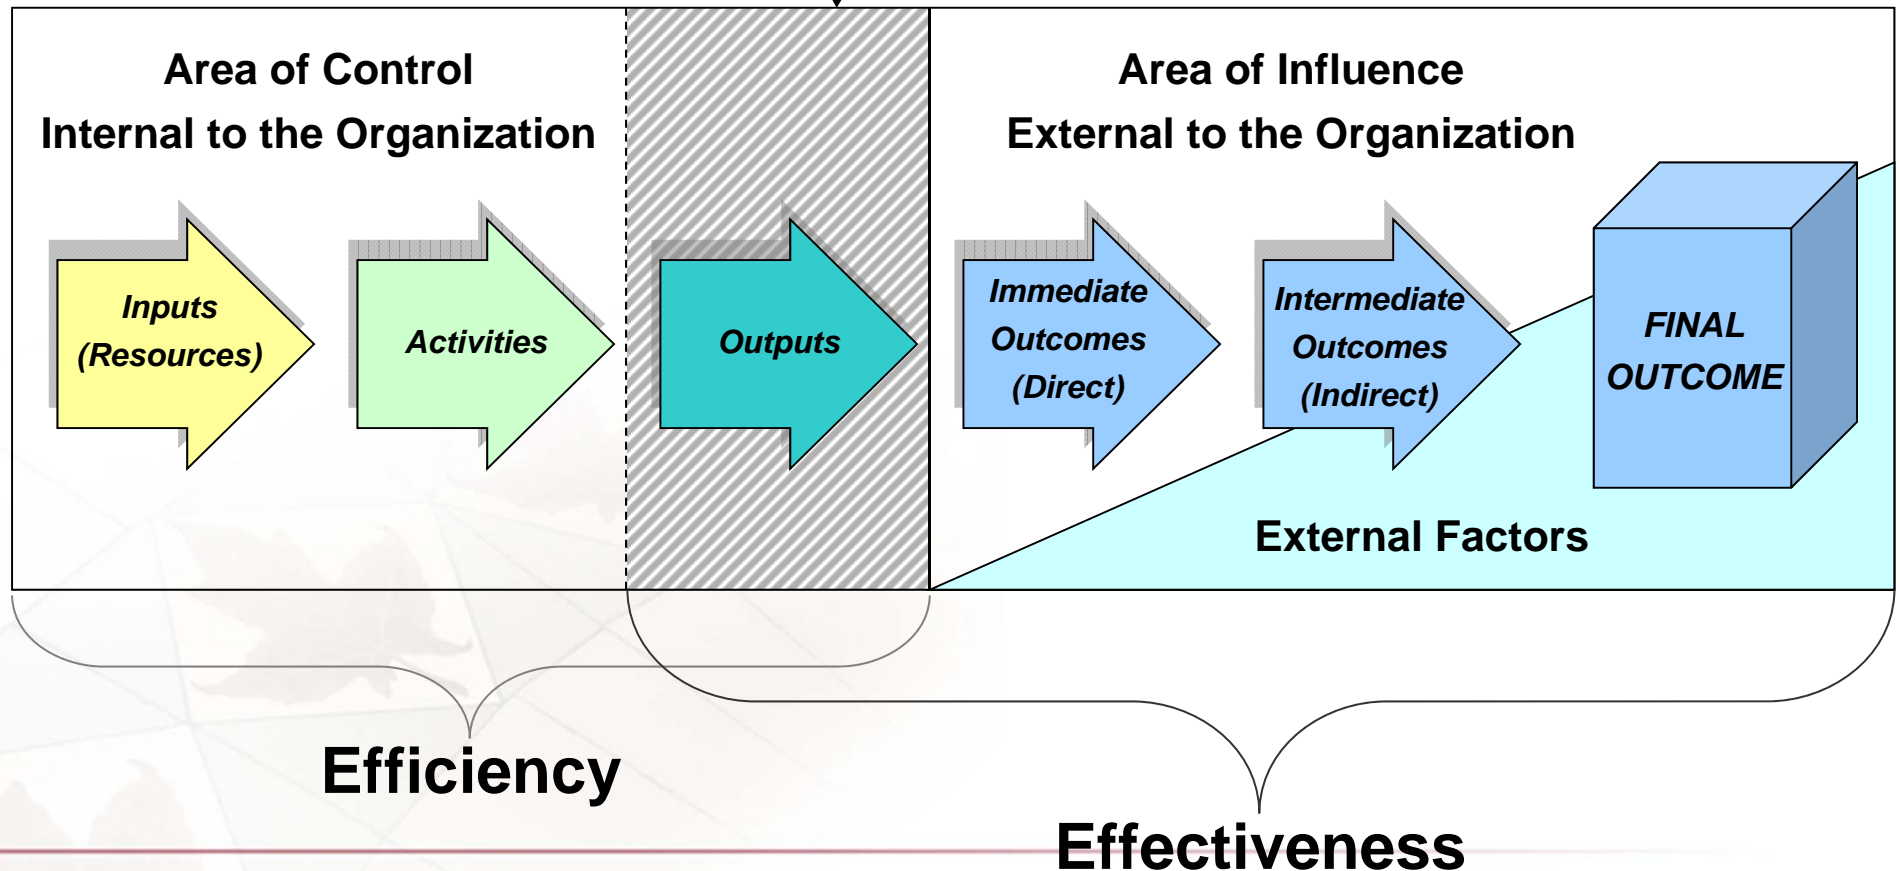 Area of Control
Internal to the Organization
Area of Influence
External to the Organization
Inputs
(Resources)
Activities
Outputs
Immediate
Outcomes
(Direct)
Intermediate
Outcomes
(Indirect)
FINAL
OUTCOME
External Factors
Efficiency
Effectiveness